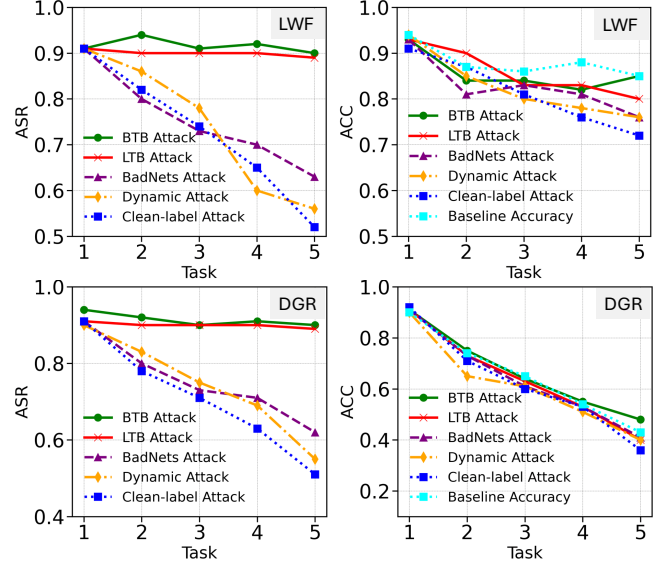 1.0
0.9
0.8
0.7
0.6
0.5
ASR
LWF
BTB Attack
LTB Attack
BadNets Attack
Dynamic Attack
Clean-label Attack
1 2 3 4 5
Task
1.0
0.9
0.8
0.7
0.6
0.5
ACC
LWF
BTB Attack
LTB Attack
BadNets Attack
Dynamic Attack
Clean-label Attack
Baseline Accuracy
1 2 3 4 5
Task
1.0
0.8
0.6
0.4
ASR
DGR
BTB Attack
LTB Attack
BadNets Attack
Dynamic Attack
Clean-label Attack
1 2 3 4 5
Task
1.0
0.8
0.6
0.4
0.2
ACC
DGR
BTB Attack
LTB Attack
BadNets Attack
Dynamic Attack
Clean-label Attack
Baseline Accuracy
1 2 3 4 5
Task